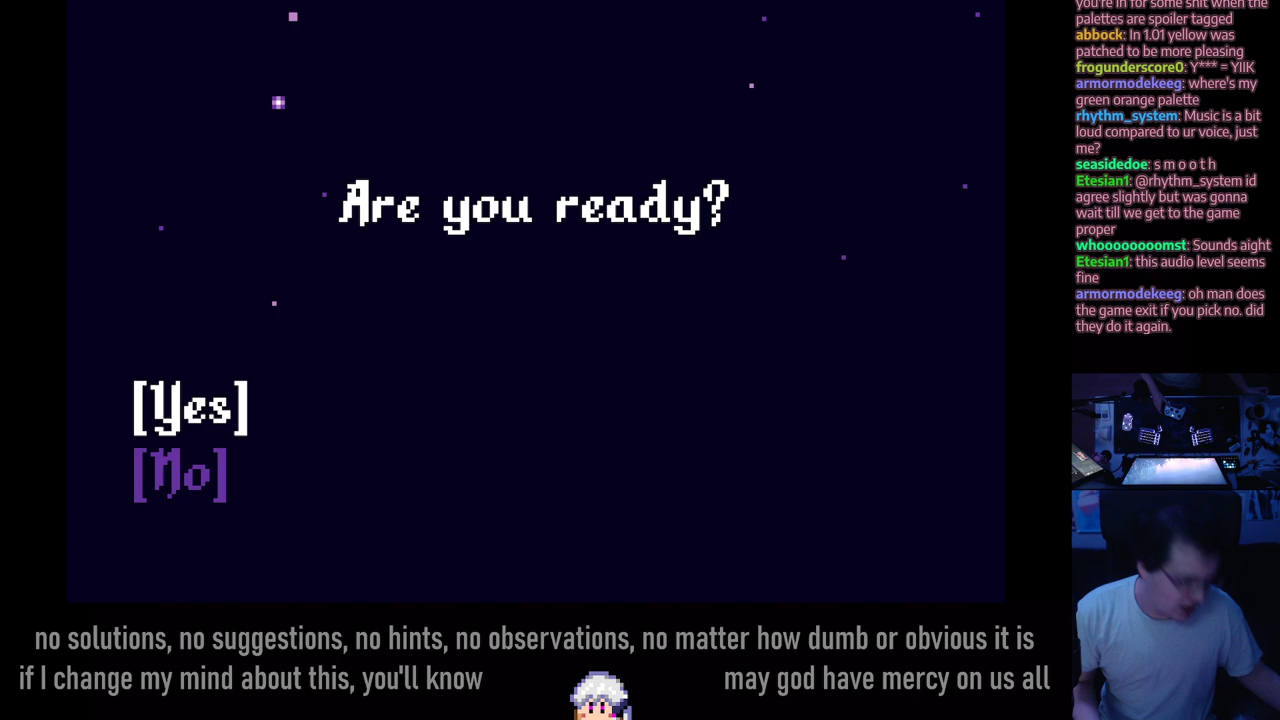 Are you ready?
[Yes]
[No]
you're in for some shit when the
palettes are spoiler tagged
abbock: In 1.01 yellow was
patched to be more pleasing
frogunderscore0: Y*** = YIIK
armormodekeeg: where's my
green orange palette
rhythm_system: Music is a bit
loud compared to ur voice, just
me?
seasidedoe: s m o o t h
Etesian1: @rhythm_system id
agree slightly but was gonna
wait till we get to the game
proper
whoooooooomst: Sounds aight
Etesian1: this audio level seems
fine
armormodekeeg: oh man does
the game exit if you pick no. did
they do it again.
no solutions, no suggestions, no hints, no observations, no matter how dumb or obvious it is
if I change my mind about this, you'll know may god have mercy on us all